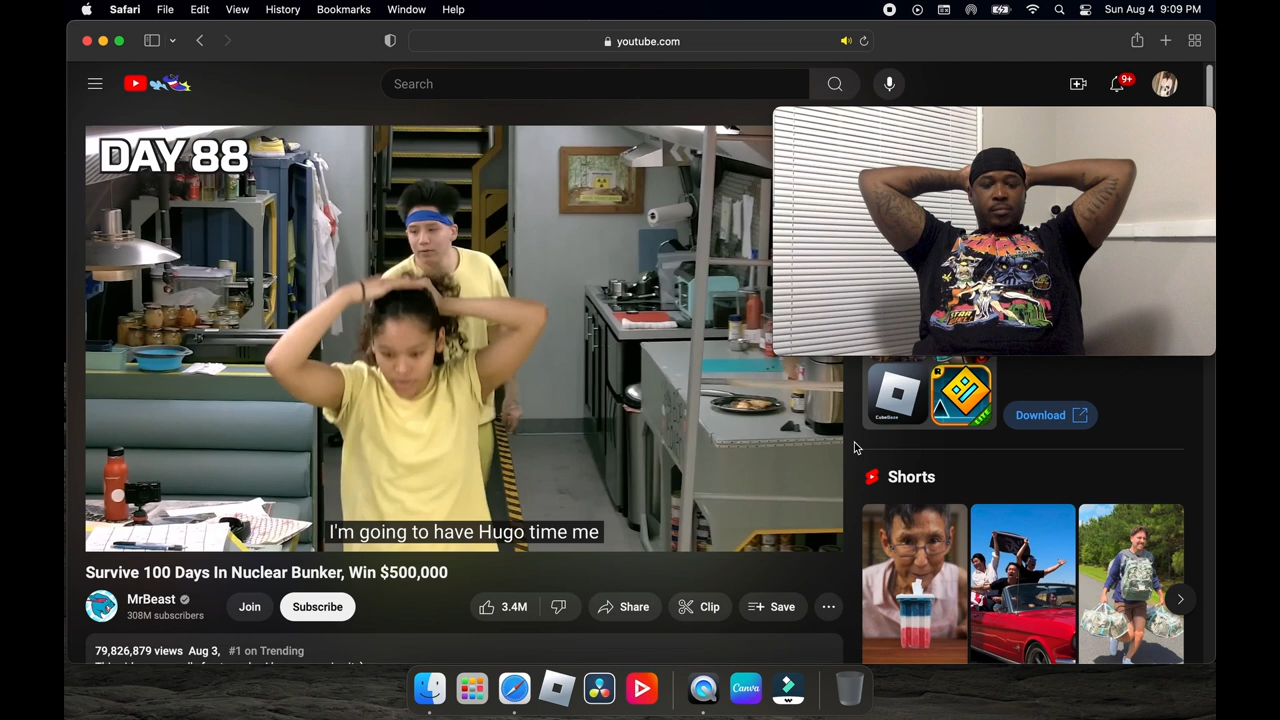 Safari File Edit View History Bookmarks Window Help Sun Aug 4 9:09 PM
youtube.com
Search
9+
DAY 88
STAR
I'm going to have Hugo time me
LITE
Download
Shorts
Survive 100 Days In Nuclear Bunker, Win $500,000
MrBeast
308M subscribers
Join Subscribe 3.4M Share Clip Save
79,826,879 views Aug 3, #1 on Trending
Canva